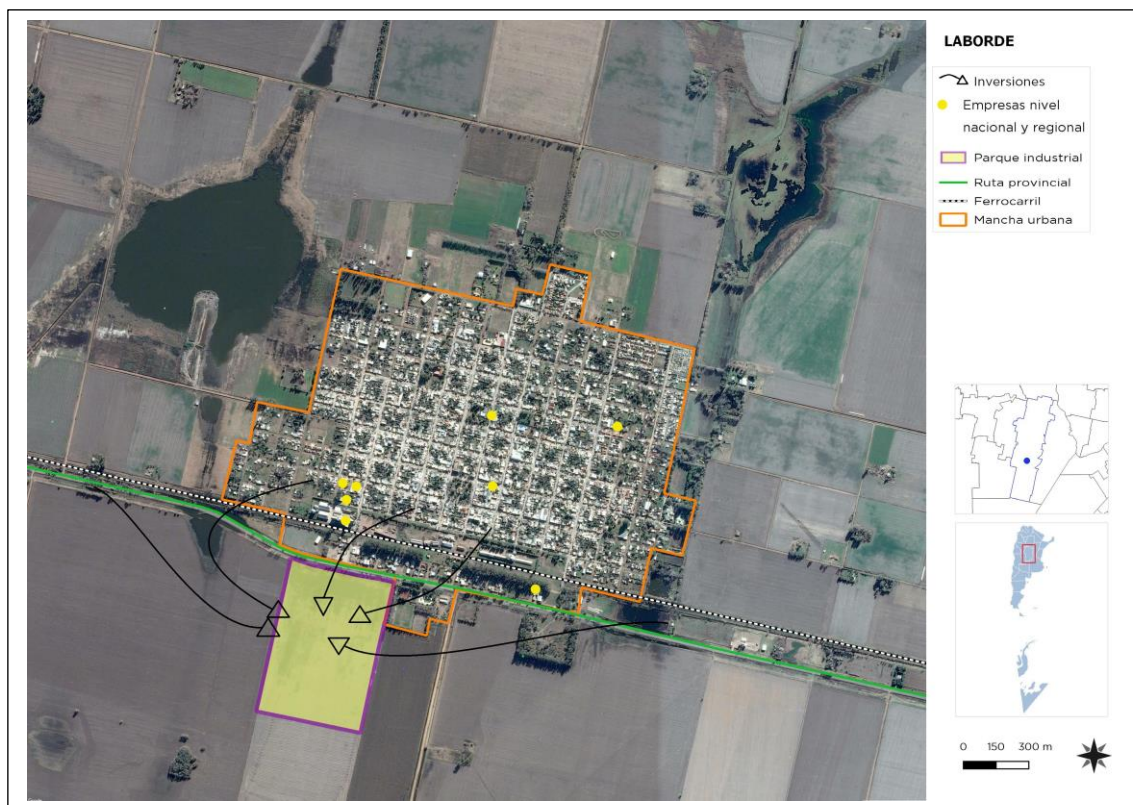 LABORDE
Inversiones
Empresas nivel
nacional y regional
Parque industrial
Ruta provincial
Ferrocarril
Mancha urbana
0 150 300 m